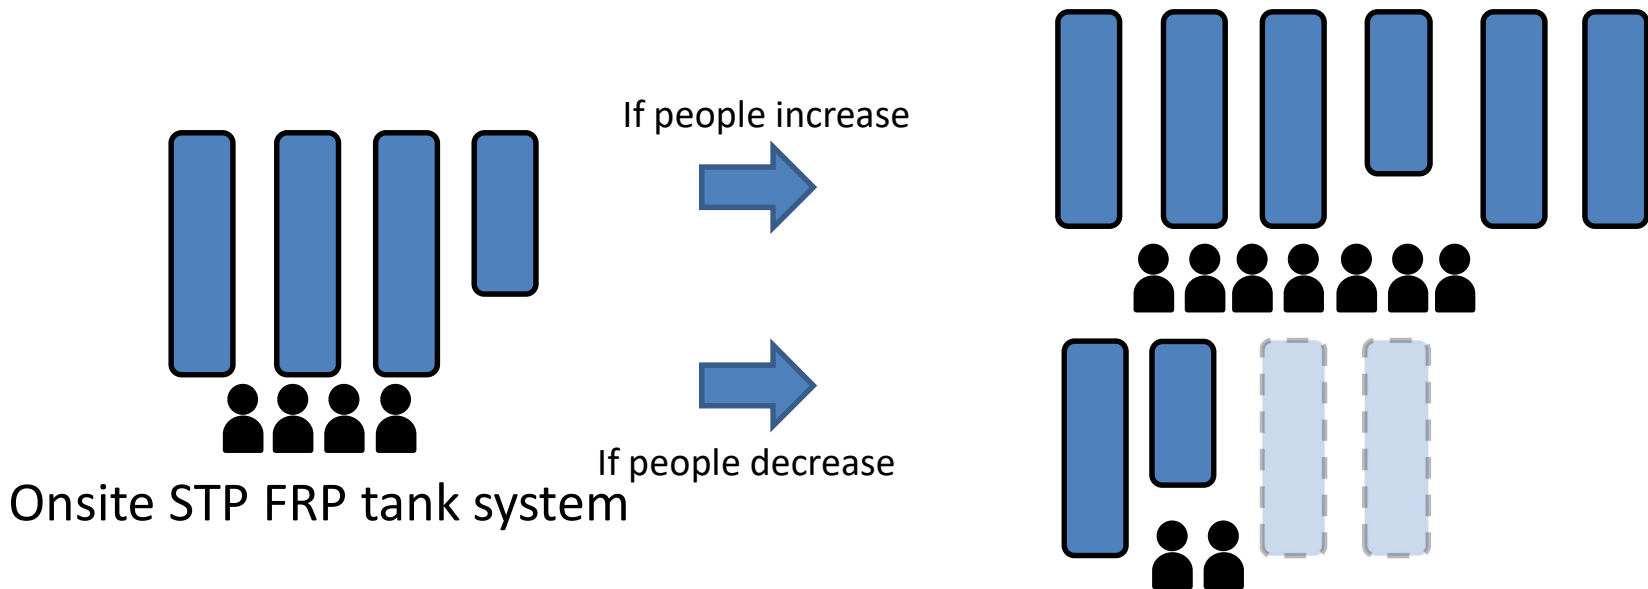 If people increase
If people decrease
Onsite STP FRP tank system